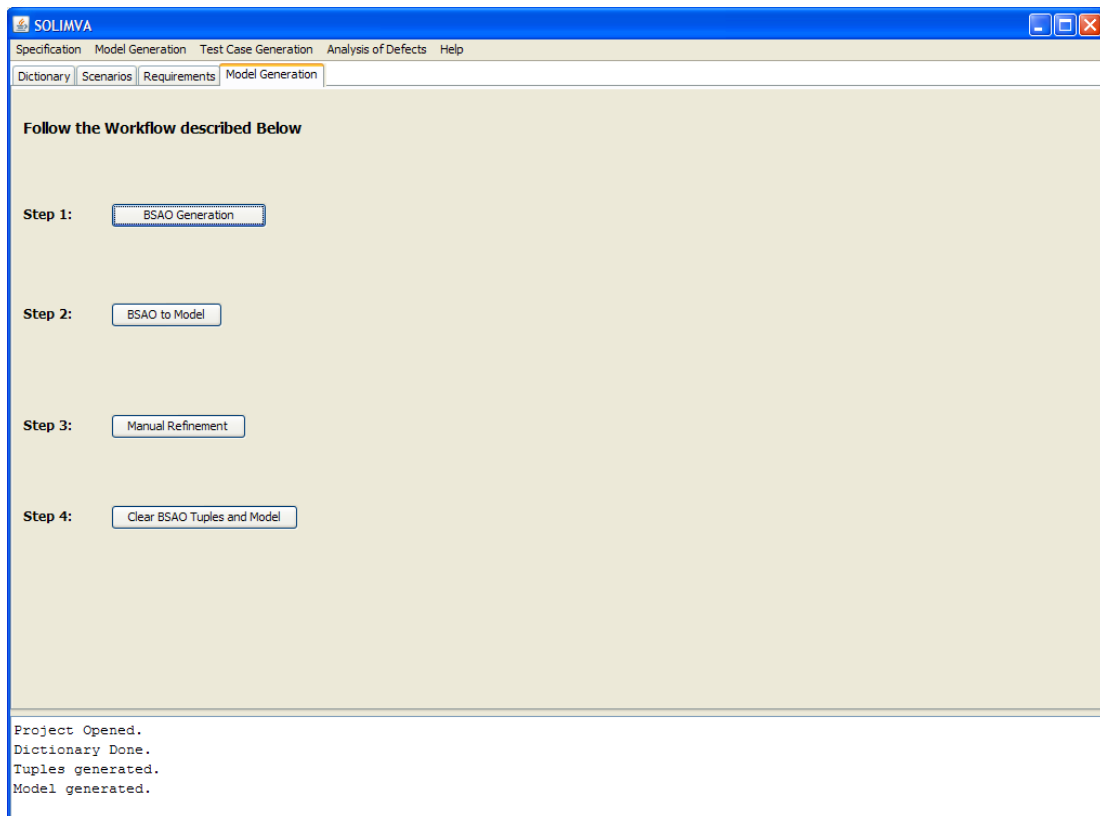 SOLIMVA
Specification Model Generation Test Case Generation Analysis of Defects Help
Dictionary Scenarios Requirements Model Generation
Follow the Workflow described Below
Step 1: BSAO Generation
Step 2: BSAO to Model
Step 3: Manual Refinement
Step 4: Clear BSAO Tuples and Model
Project Opened.
Dictionary Done.
Tuples generated.
Model generated.